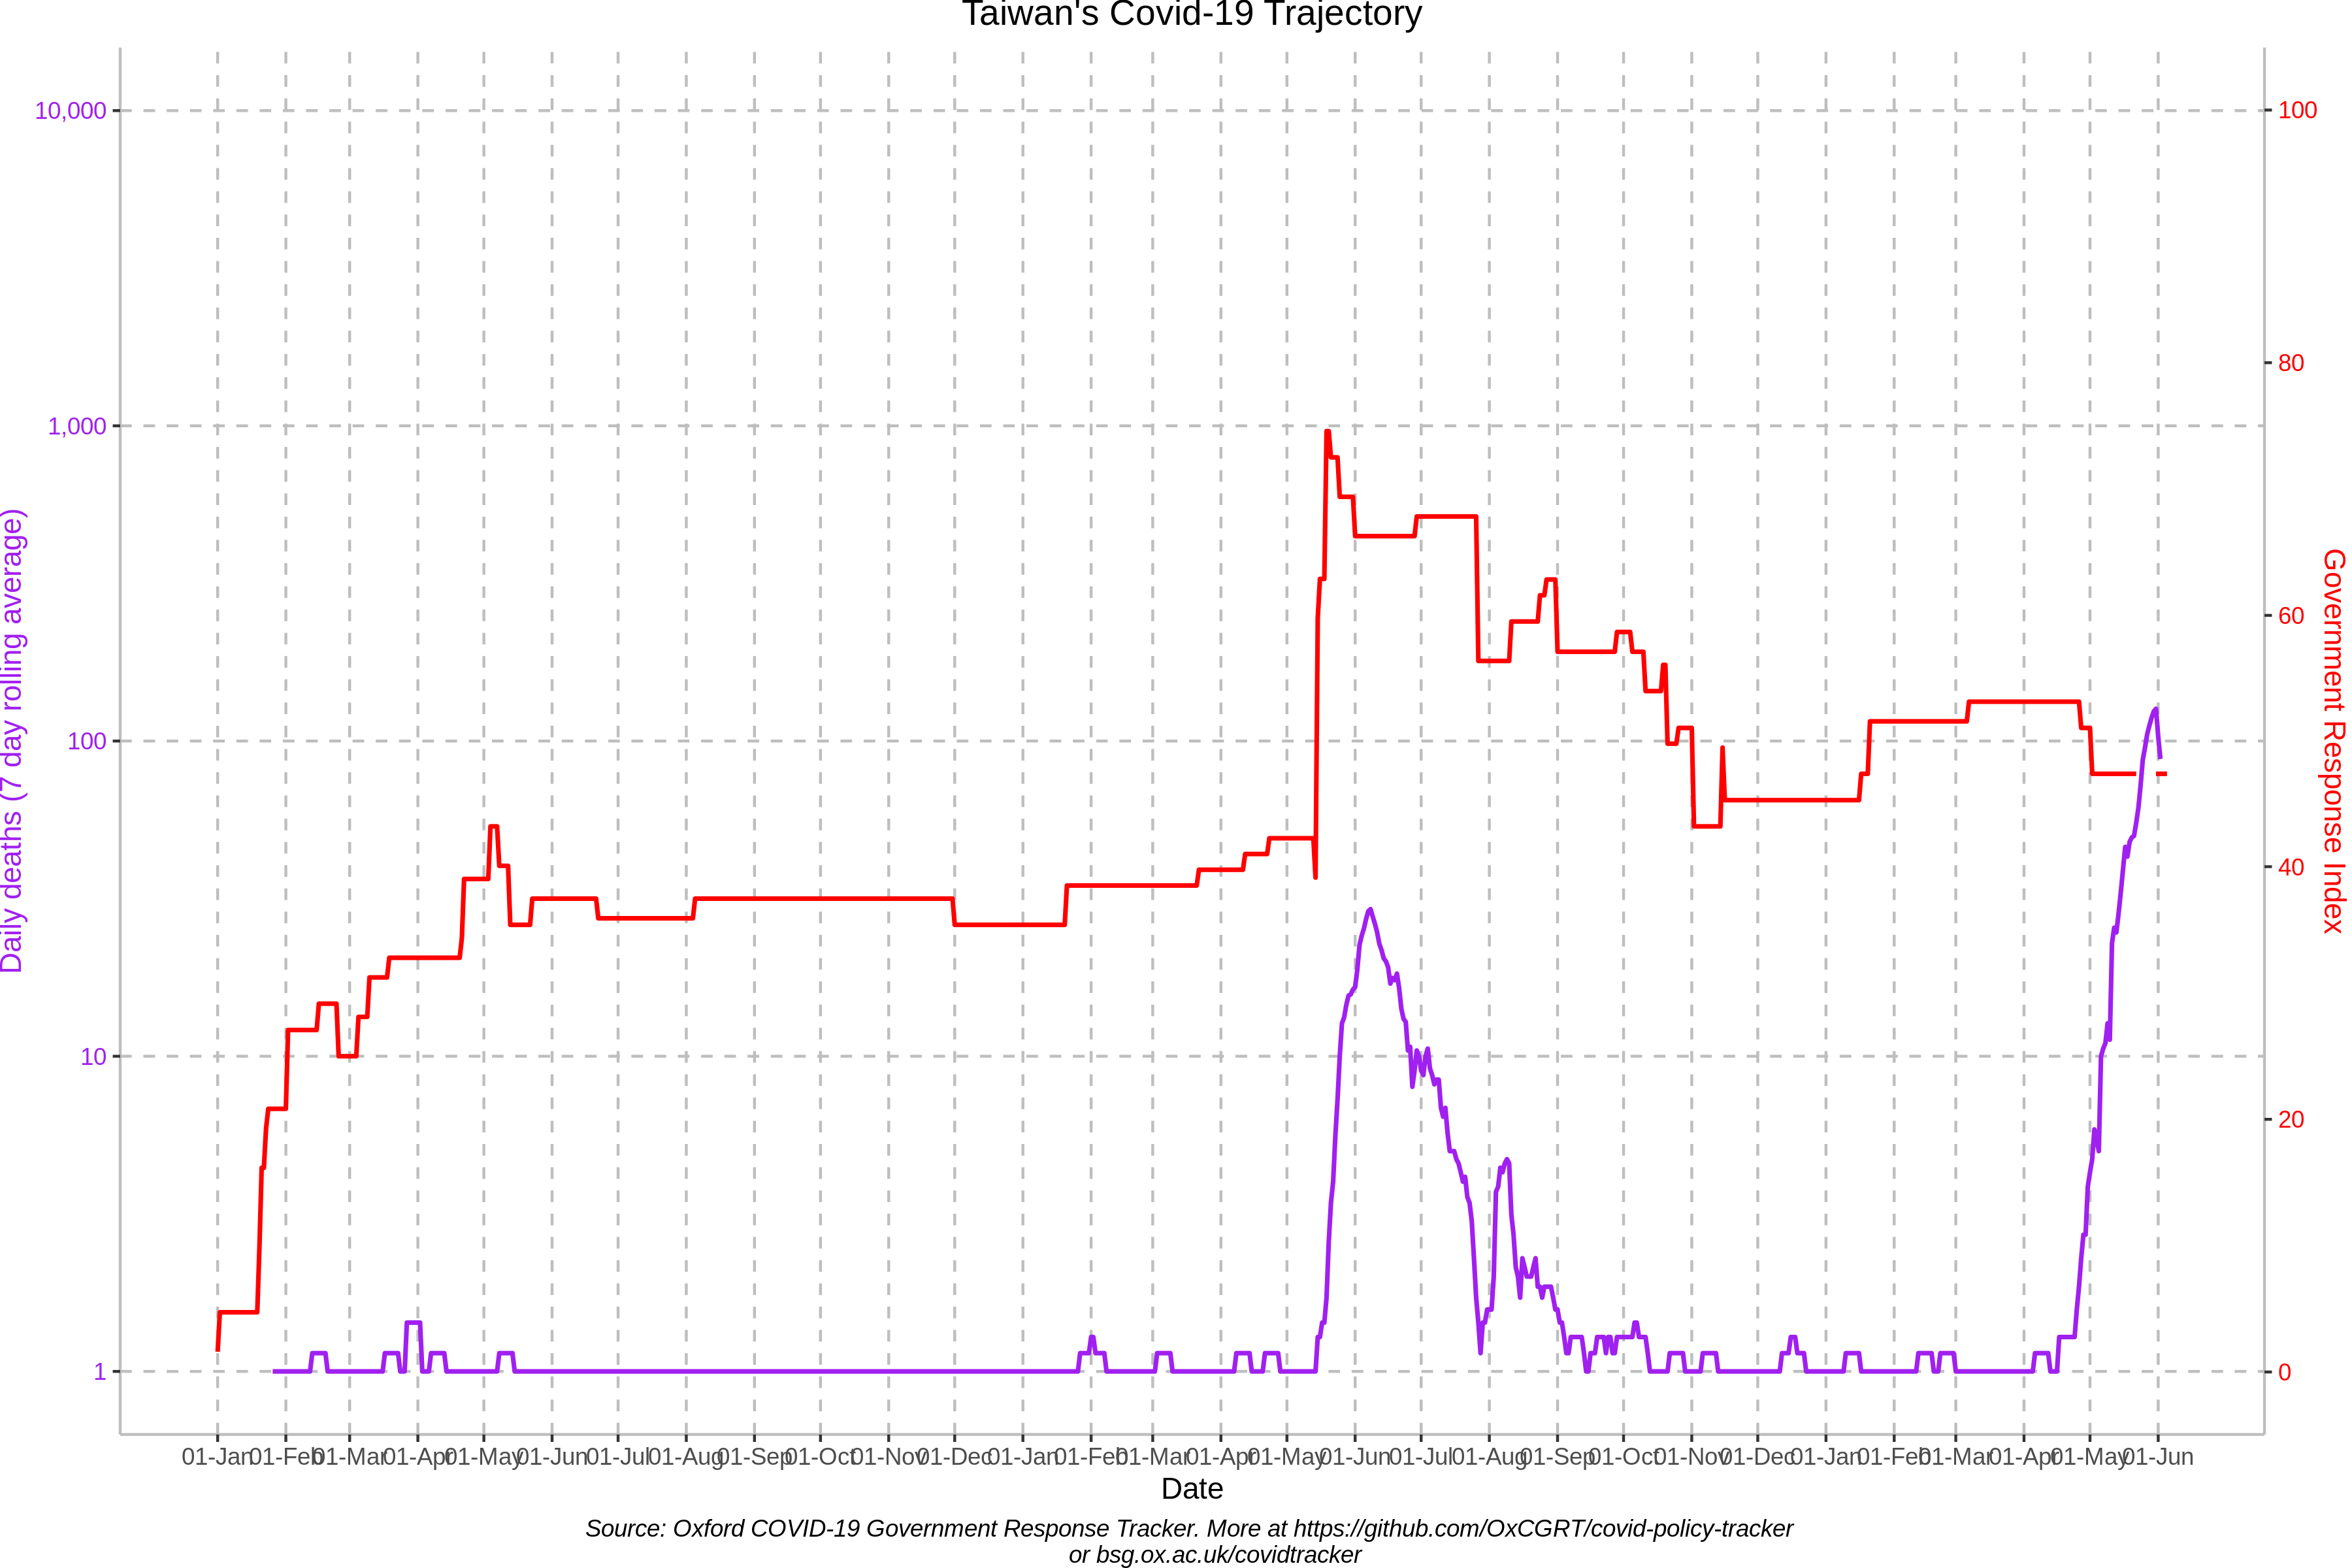 Taiwan's Covid-19 Trajectory
10,000
1,000
100
10
1
Daily deaths (7 day rolling average)
100
80
60
40
20
0
Government Response Index
01-Jan 01-Feb 01-Mar 01-Apr 01-May 01-Jun 01-Jul 01-Aug 01-Sep 01-Oct 01-Nov 01-Dec 01-Jan 01-Feb 01-Mar 01-Apr 01-May 01-Jun 01-Jul 01-Aug 01-Sep 01-Oct 01-Nov 01-Dec 01-Jan 01-Feb 01-Mar 01-Apr 01-May 01-Jun
Date
Source: Oxford COVID-19 Government Response Tracker. More at https://github.com/OxCGRT/covid-policy-tracker
or bsg.ox.ac.uk/covidtracker